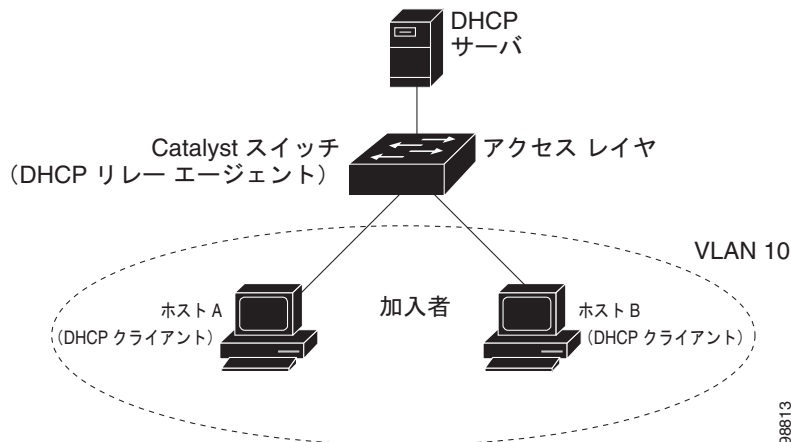 DHCP
サーバ
Catalyst スイッチ
(DHCP リレー エージェント)
アクセス レイヤ
VLAN 10
ホスト A
(DHCP クライアント)
加入者
ホスト B
(DHCP クライアント)
98813